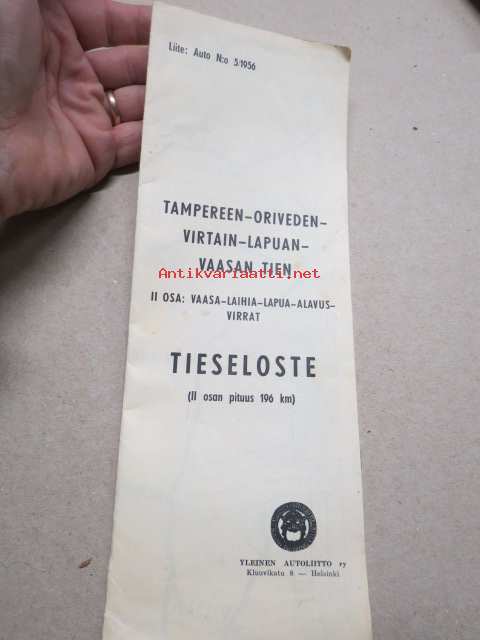 Liite: Auto N:o 5/1956
TAMPEREEN-ORIVEDEN-
VIRTAIN-LAPUAN-
VAASAN TIEN
Antikvariaatti.net
II OSA: VAASA-LAIHIA-LAPUA-ALAVUS-
VIRRAT
TIESELOSTE
(II osan pituus 196 km)
YLEINEN AUTOLIITTO ry
Kluuvikatu 8 — Helsinki